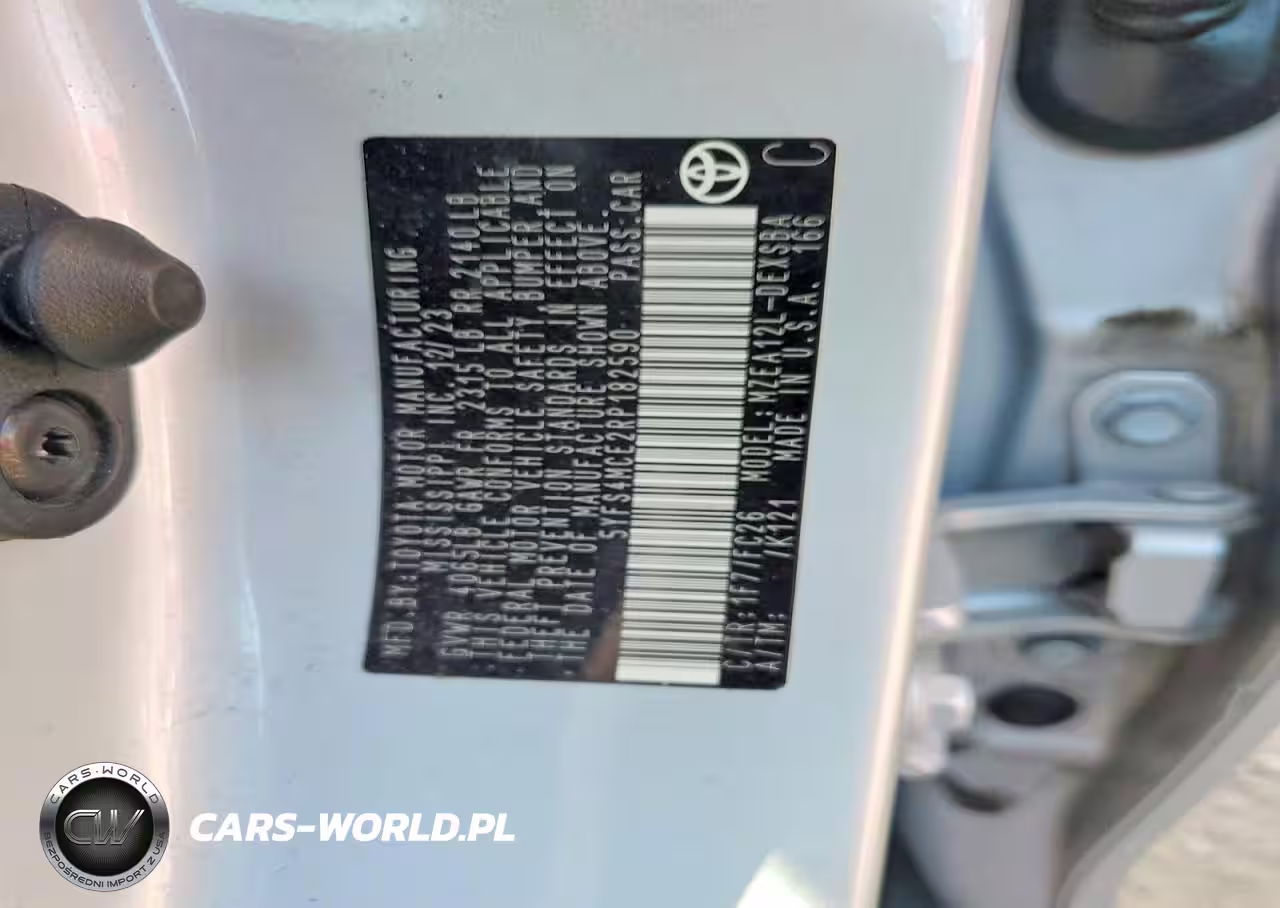 MFD.BY:TOYOTA MOTOR MANUFACTURING
MISSISSIPPI INC.12/23
GVWR 4065LB GAWR FR 2315 LB RR 2140LB
THIS VEHICLE CONFORMS TO ALL APPLICABLE
FEDERAL MOTOR VEHICLE SAFETY, BUMPER,AND
THEFT PREVENTION STANDARDS IN EFFECT ON
THE DATE OF MANUFACTURE SHOWN ABOVE.
5YFS4MCE2RP182590 PASS.CAR
C/TR:1F7/FC26 MODEL:MZEA12L-DEXSBA
A/TM: /K121 MADE IN U.S.A. 166
C
CARS-WORLD
CW
BEZPOŚREDNI IMPORT Z USA
CARS-WORLD.PL